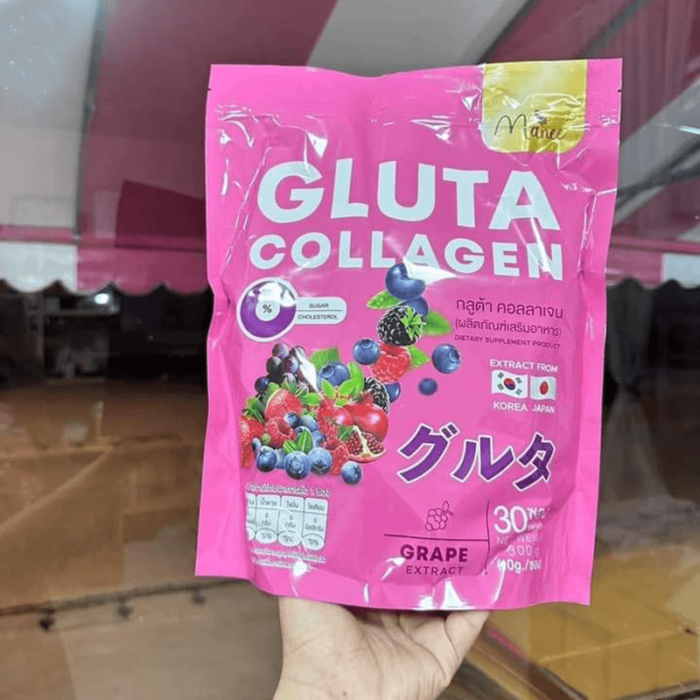 Manee
GLUTA
COLLAGEN
กลูต้า คอลลาเจน
(ผลิตภัณฑ์เสริมอาหาร)
DIETARY SUPPLEMENT PRODUCT
%
SUGAR
CHOLESTEROL
EXTRACT FROM
KOREA JAPAN
グルタ
30
GRAPE
EXTRACT